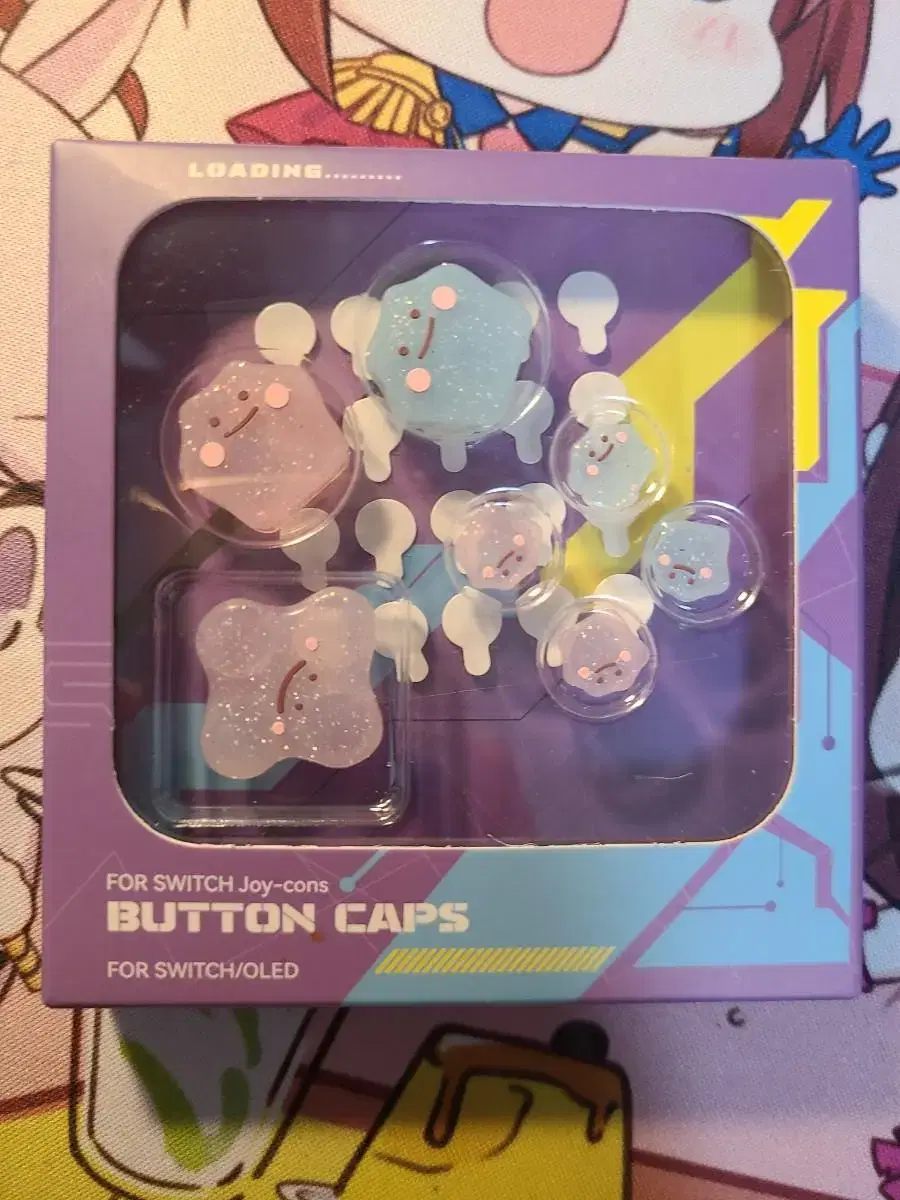 LOADING.........
FOR SWITCH Joy-cons
BUTTON CAPS
FOR SWITCH/OLED